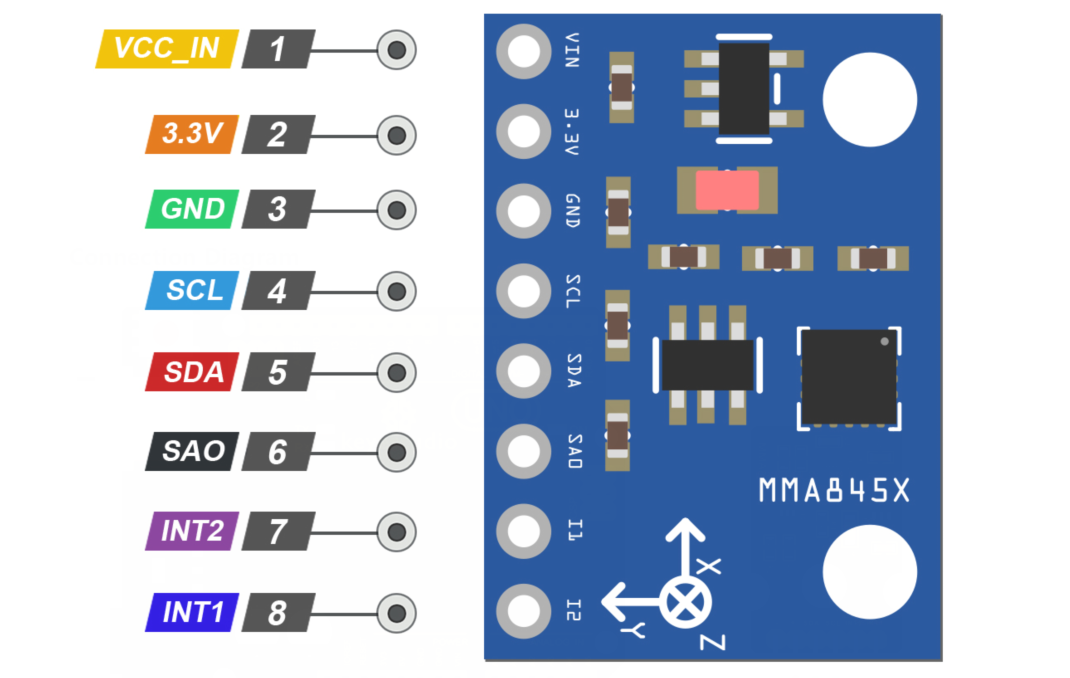 VCC_IN 1
3.3V 2
GND 3
SCL 4
SDA 5
SAO 6
INT2 7
INT1 8
VIN
3.3V
GND
SCL
SDA
SAO
I1
I2
MMA845X
X
Y
Z